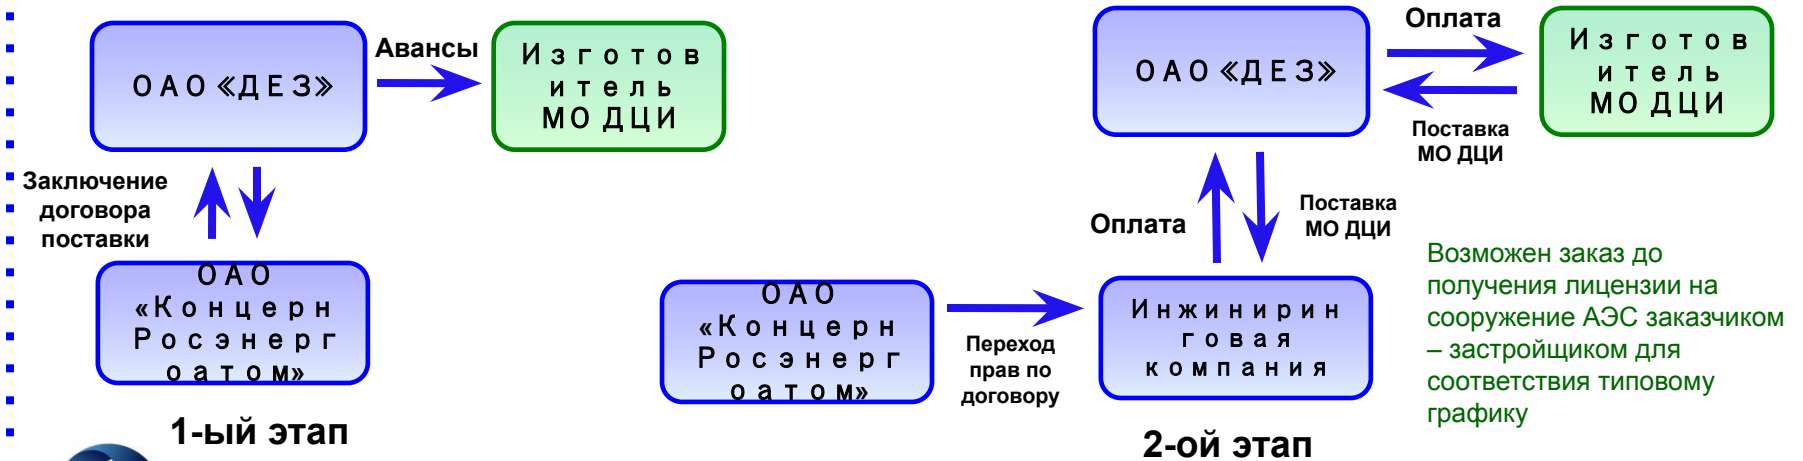 ОАО «ДЕЗ»
Авансы
Изготов
итель
МО ДЦИ
Заключение
договора
поставки
ОАО
«Концерн
Росэнерг
оатом»
1-ый этап
ОАО «ДЕЗ»
Оплата
Изготов
итель
МО ДЦИ
Поставка
МО ДЦИ
Оплата
Поставка
МО ДЦИ
ОАО
«Концерн
Росэнерг
оатом»
Переход
прав по
договору
Инжинирин
говая
компания
2-ой этап
Возможен заказ до
получения лицензии на
сооружение АЭС заказчиком
– застройщиком для
соответствия типовому
графику